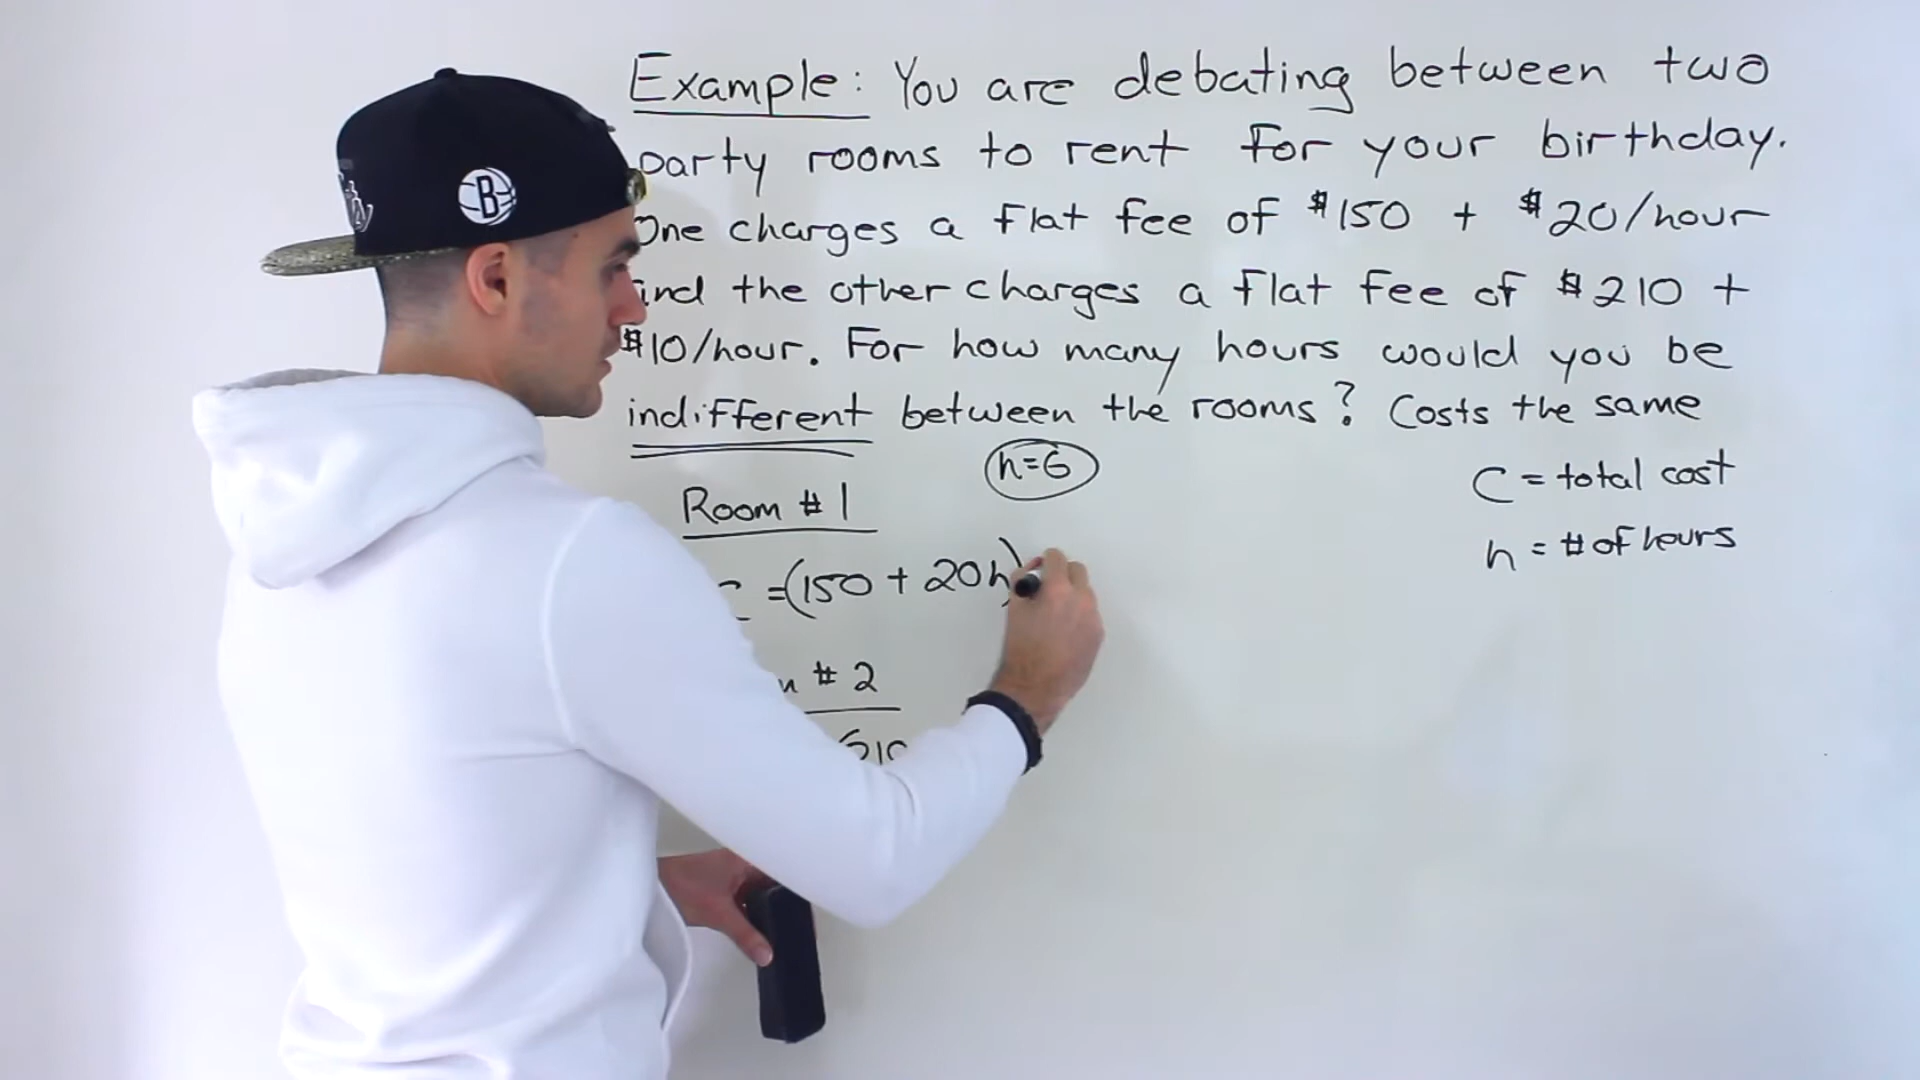 Example: You are debating between two
party rooms to rent for your birthday.
One charges a flat fee of $150 + $20/hour
and the other charges a flat fee of $210 +
$10/hour. For how many hours would you be
indifferent between the rooms? Costs the same
h=6
C = total cost
Room #1
h = # of hours
C =(150 + 20h)
# 2
B